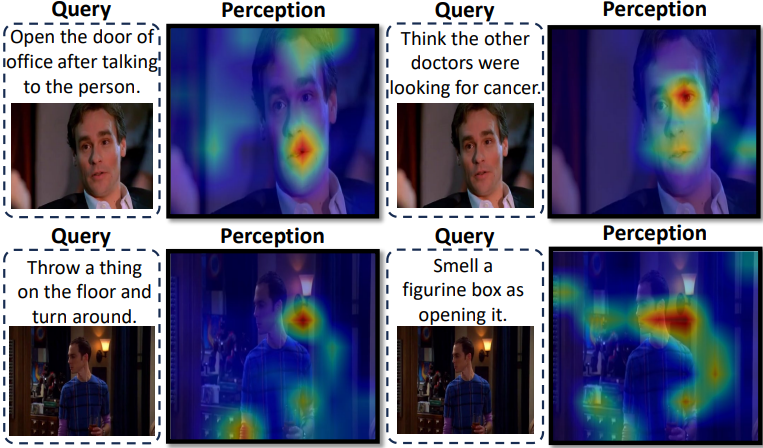 Query
Perception
Query
Perception
Open the door of
office after talking
to the person.
Think the other
doctors were
looking for cancer.
Query
Perception
Query
Perception
Throw a thing
on the floor and
turn around.
Smell a
figurine box as
opening it.